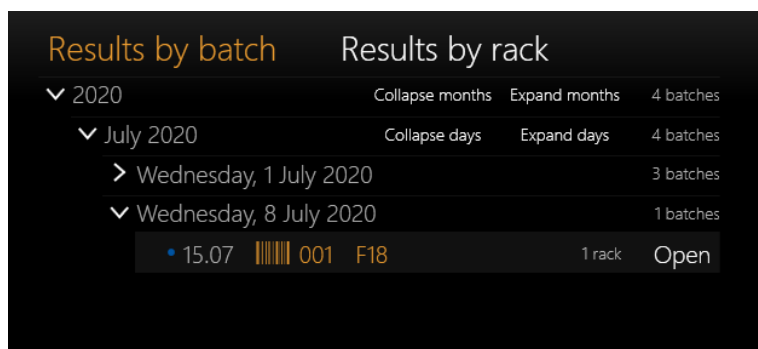 Results by batch Results by rack
2020 Collapse months Expand months 4 batches
July 2020 Collapse days Expand days 4 batches
Wednesday, 1 July 2020 3 batches
Wednesday, 8 July 2020 1 batches
15.07 001 F18 1 rack Open